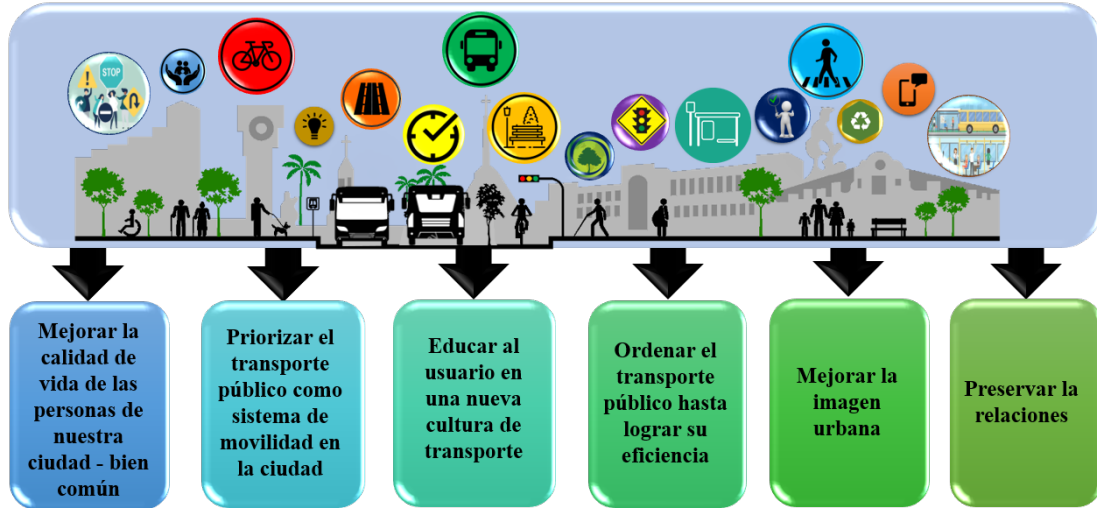 STOP
Mejorar la
calidad de
vida de las
personas de
nuestra
ciudad - bien
común
Priorizar el
transporte
público como
sistema de
movilidad en
la ciudad
Educar al
usuario en
una nueva
cultura de
transporte
Ordenar el
transporte
público hasta
lograr su
eficiencia
Mejorar la
imagen
urbana
Preservar la
relaciones